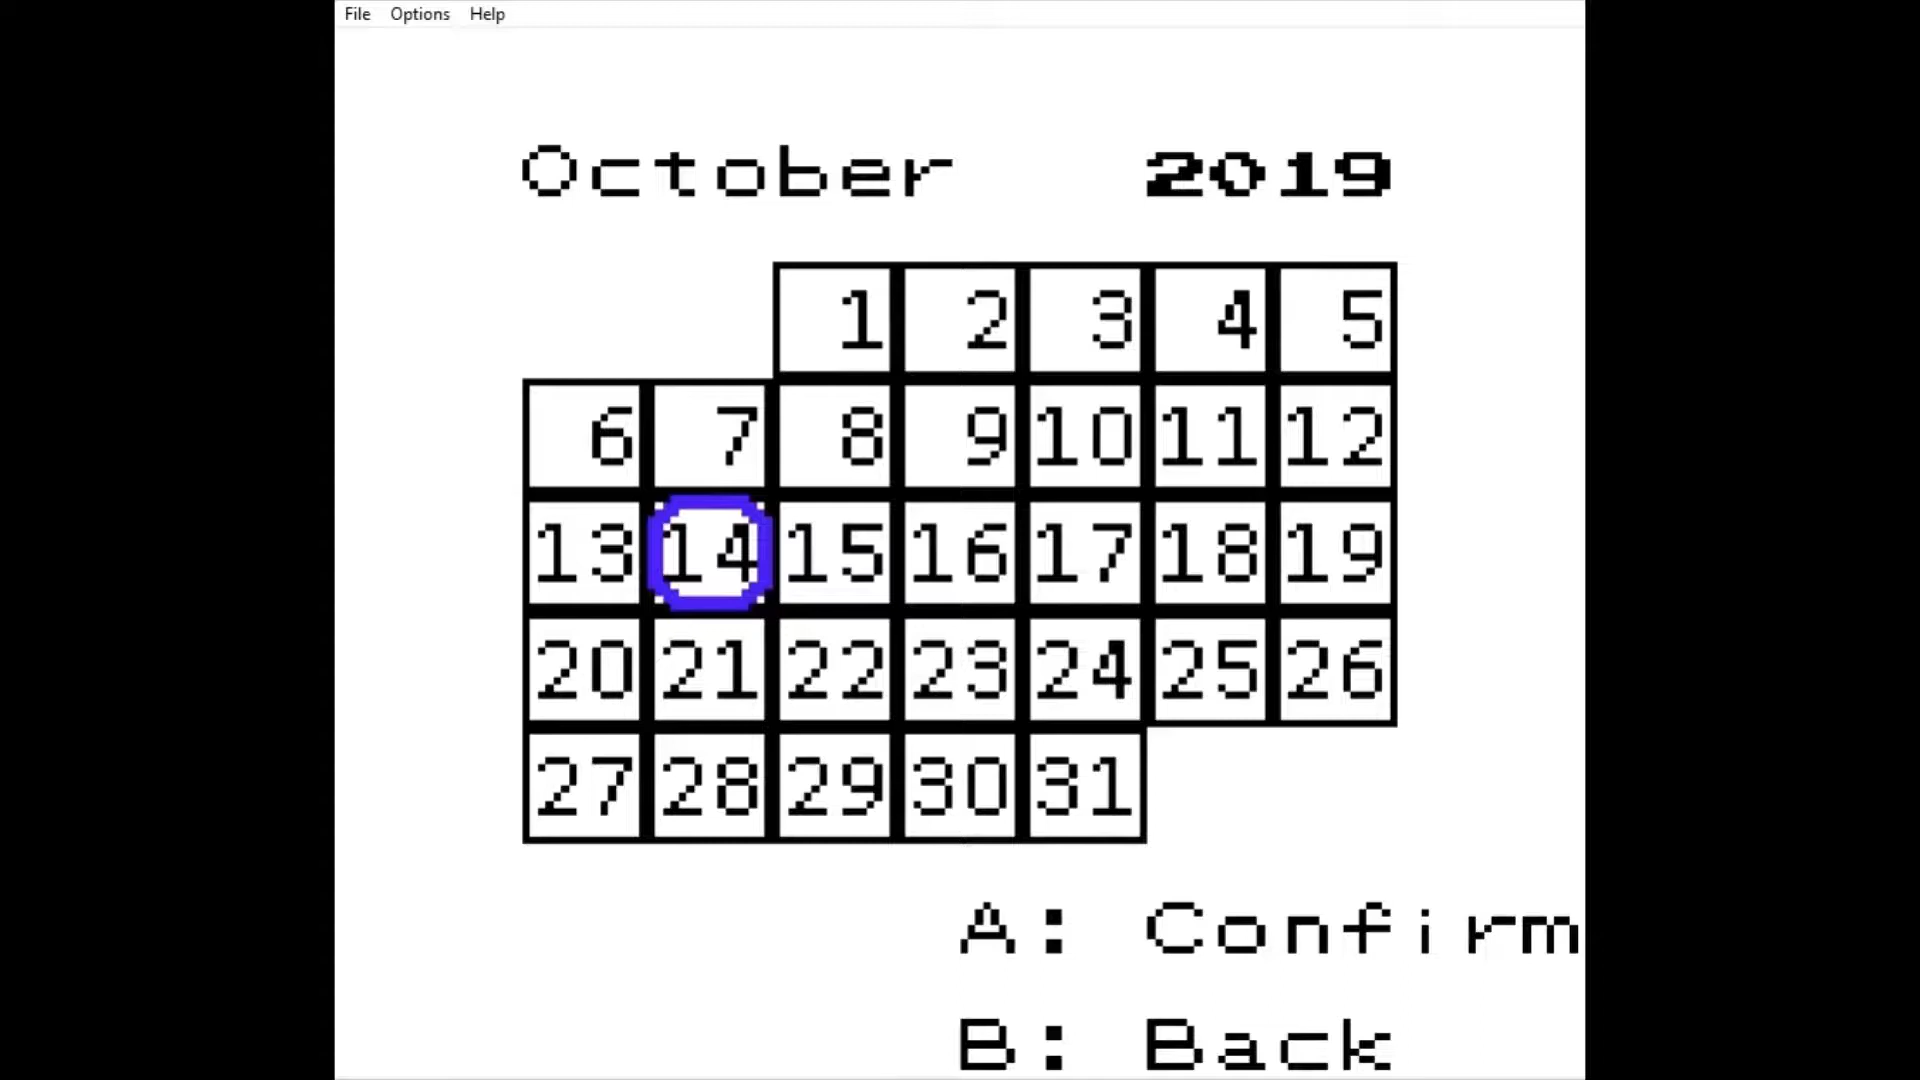 File Options Help
October 2019
1 2 3 4 5
6 7 8 9 10 11 12
13 14 15 16 17 18 19
20 21 22 23 24 25 26
27 28 29 30 31
A: Confirm
B: Back